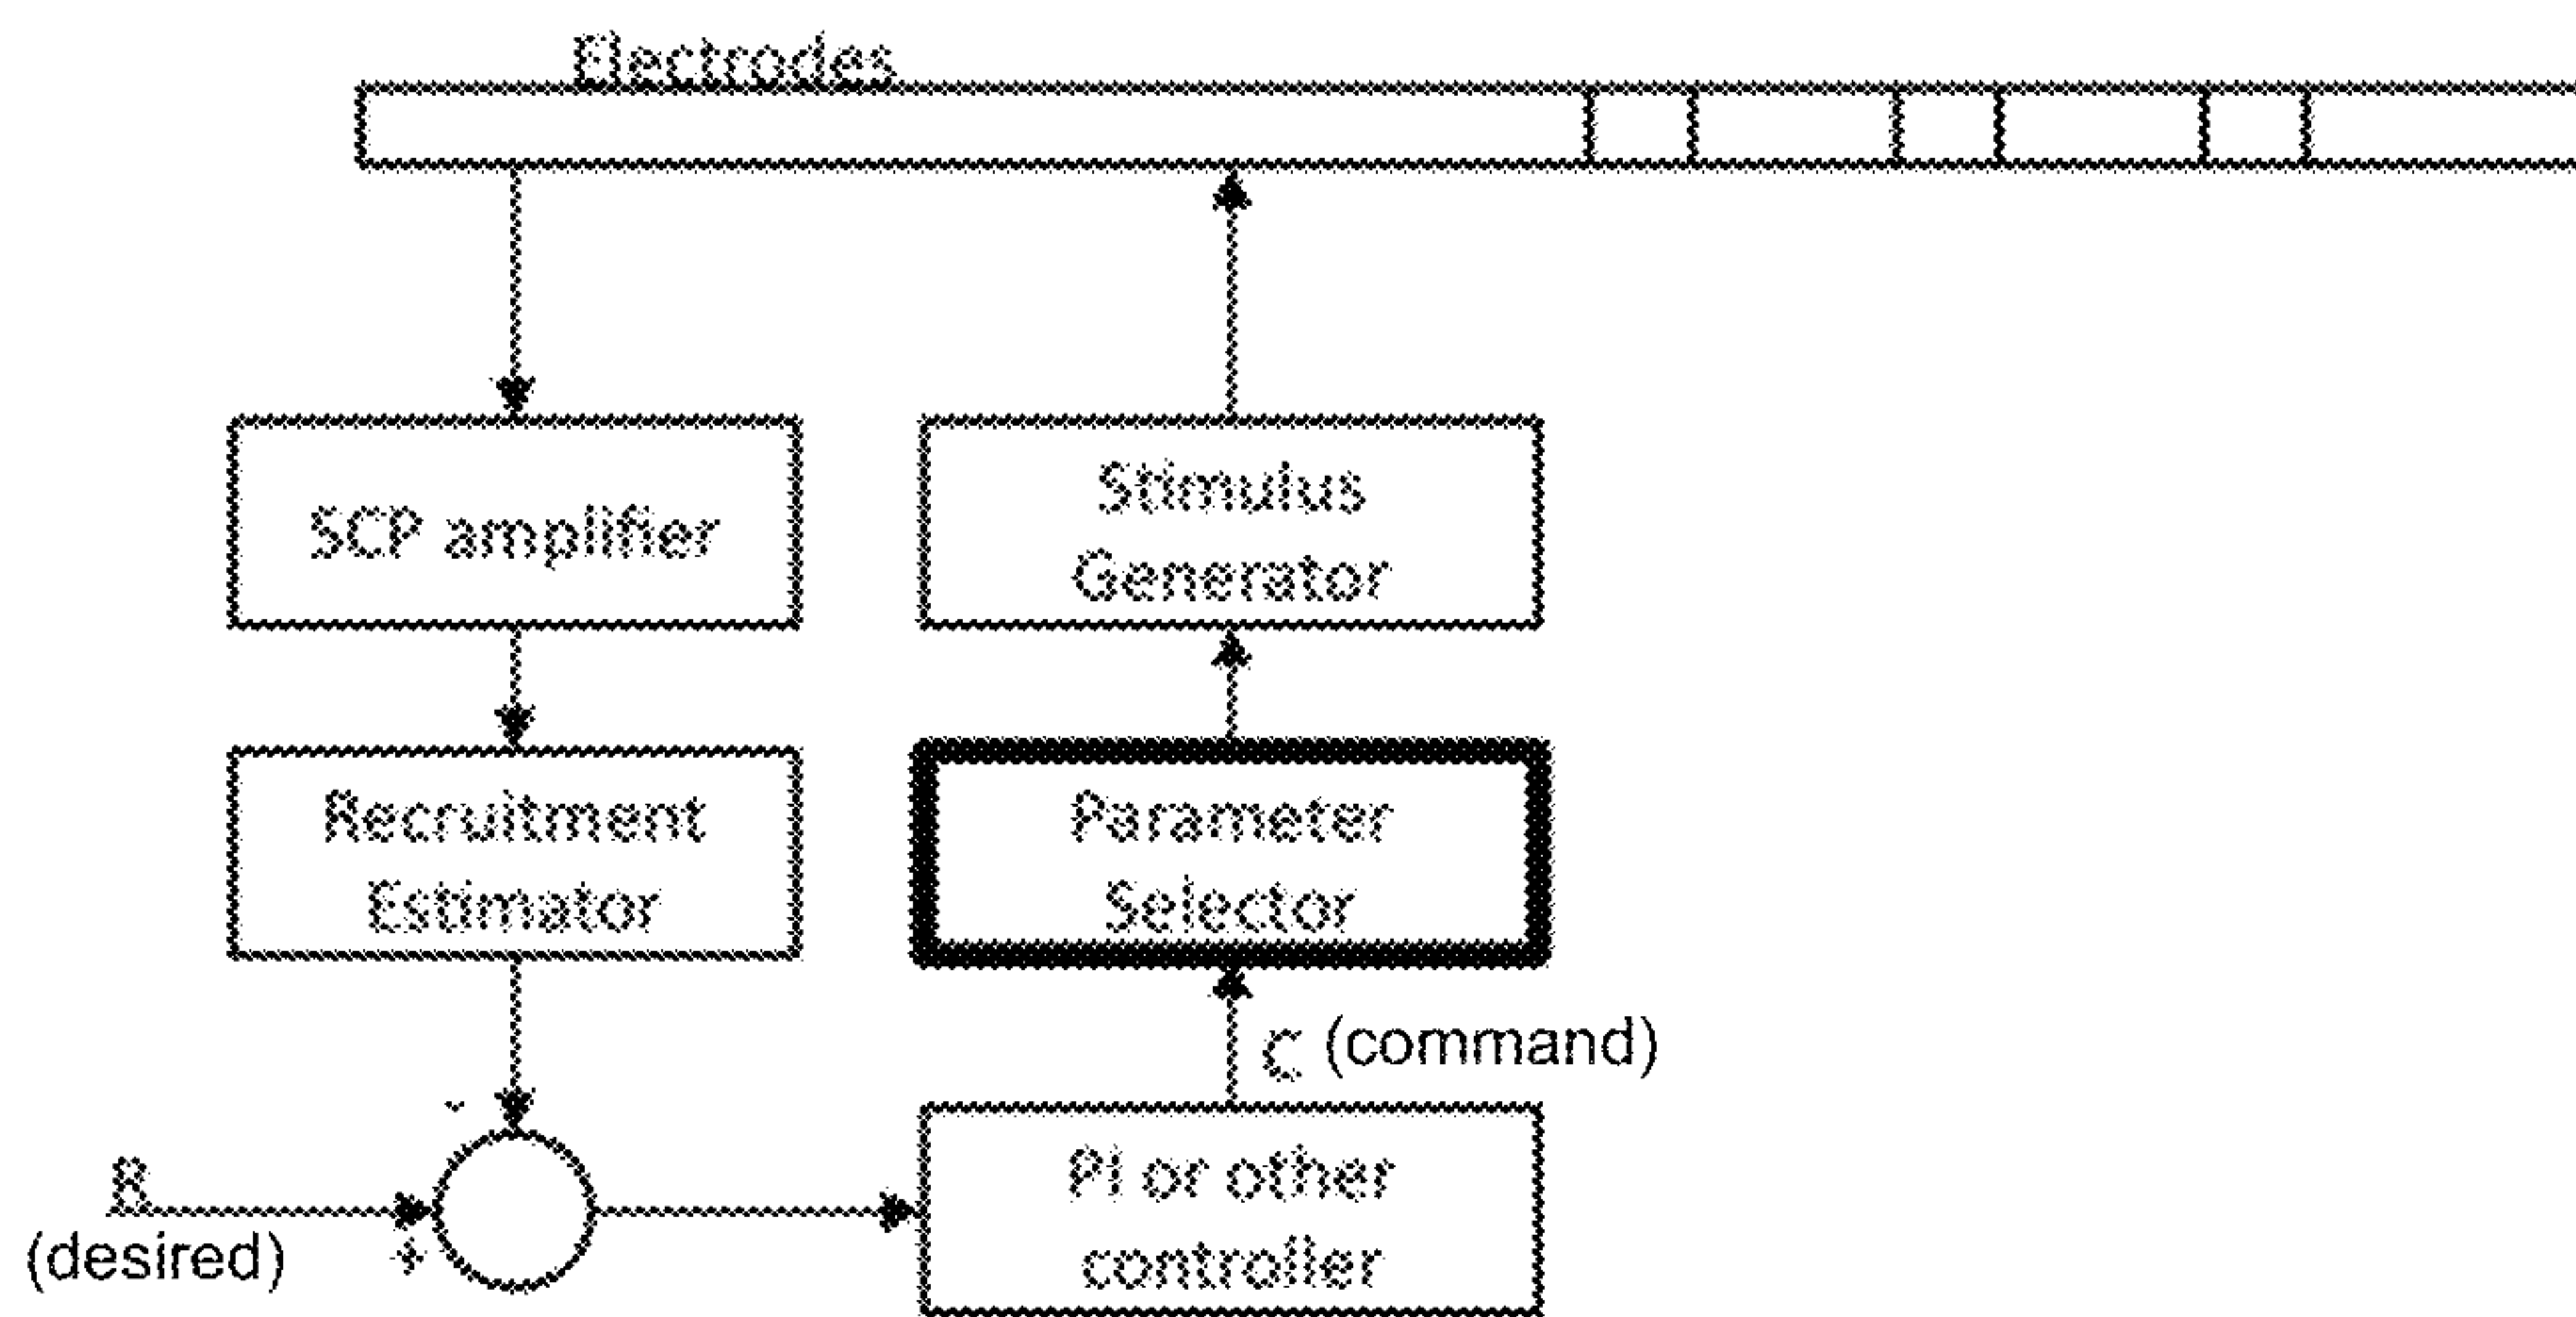 Electrodes
SCP amplifier
Stimulus
Generator
Recruitment
Estimator
Parameter
Selector
C (command)
-
R
(desired)
+
PI or other
controller